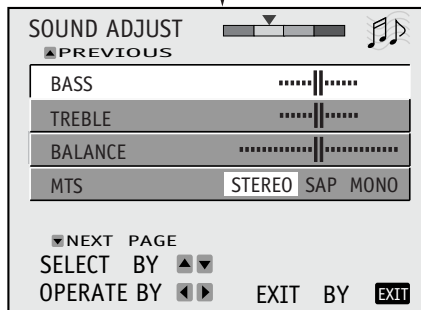 SOUND ADJUST
PREVIOUS
BASS
TREBLE
BALANCE
MTS STEREO SAP MONO
NEXT PAGE
SELECT BY
OPERATE BY EXIT BY EXIT